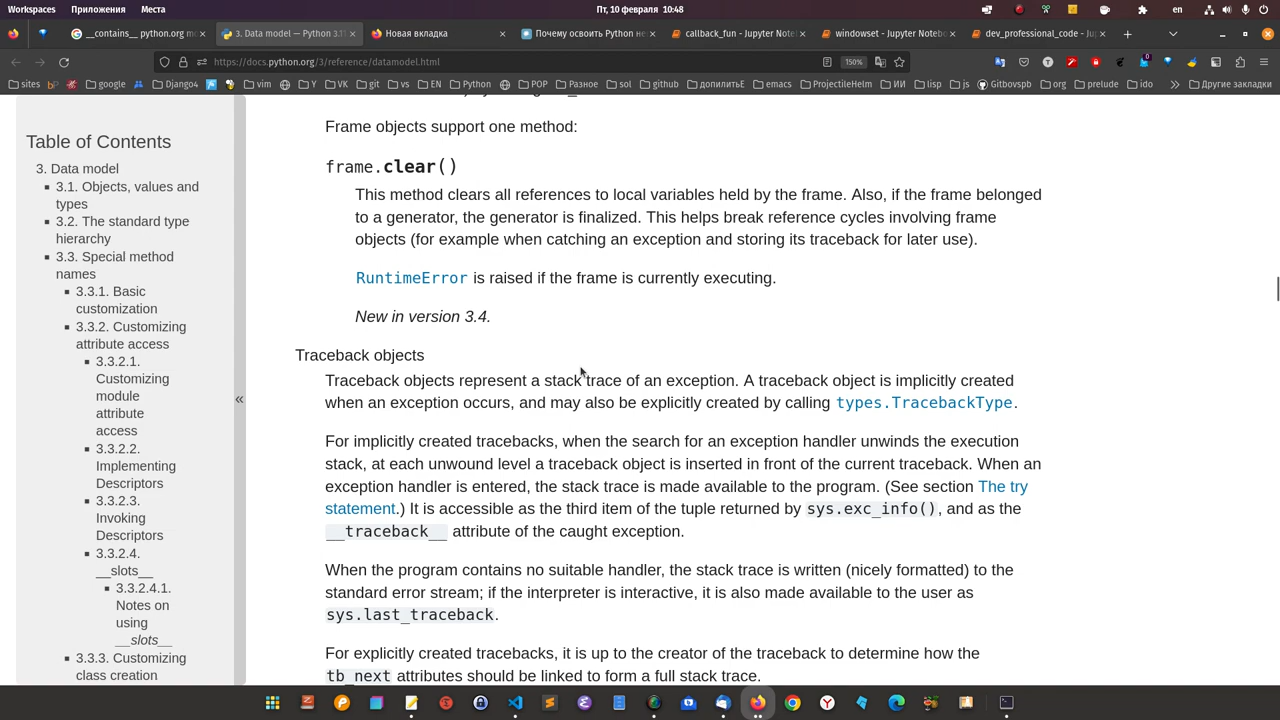 Workspaces Приложения Места Пт, 10 февраля 10:48 en
__contains__ python.org m 3. Data model — Python 3.1 Новая вкладка Почему освоить Python не callback_fun - Jupyter Note windowset - Jupyter Notebo dev_professional_code - Ju
https://docs.python.org/3/reference/datamodel.html 150%
sites google Django4 vim Y VK git vs EN Python POP Разное sol github допилитьЕ emacs ProjectileHelm ИИ lisp js Gitbovspb org prelude ido Другие закладки
Table of Contents
3. Data model
3.1. Objects, values and
types
3.2. The standard type
hierarchy
3.3. Special method
names
3.3.1. Basic
customization
3.3.2. Customizing
attribute access
3.3.2.1.
Customizing
module
attribute
access
3.3.2.2.
Implementing
Descriptors
3.3.2.3.
Invoking
Descriptors
3.3.2.4.
__slots__
3.3.2.4.1.
Notes on
using
__slots__
3.3.3. Customizing
class creation
«
Frame objects support one method:
frame.clear()
This method clears all references to local variables held by the frame. Also, if the frame belonged
to a generator, the generator is finalized. This helps break reference cycles involving frame
objects (for example when catching an exception and storing its traceback for later use).
RuntimeError is raised if the frame is currently executing.
New in version 3.4.
Traceback objects
Traceback objects represent a stack trace of an exception. A traceback object is implicitly created
when an exception occurs, and may also be explicitly created by calling types.TracebackType.
For implicitly created tracebacks, when the search for an exception handler unwinds the execution
stack, at each unwound level a traceback object is inserted in front of the current traceback. When an
exception handler is entered, the stack trace is made available to the program. (See section The try
statement.) It is accessible as the third item of the tuple returned by sys.exc_info(), and as the
__traceback__ attribute of the caught exception.
When the program contains no suitable handler, the stack trace is written (nicely formatted) to the
standard error stream; if the interpreter is interactive, it is also made available to the user as
sys.last_traceback.
For explicitly created tracebacks, it is up to the creator of the traceback to determine how the
tb_next attributes should be linked to form a full stack trace.